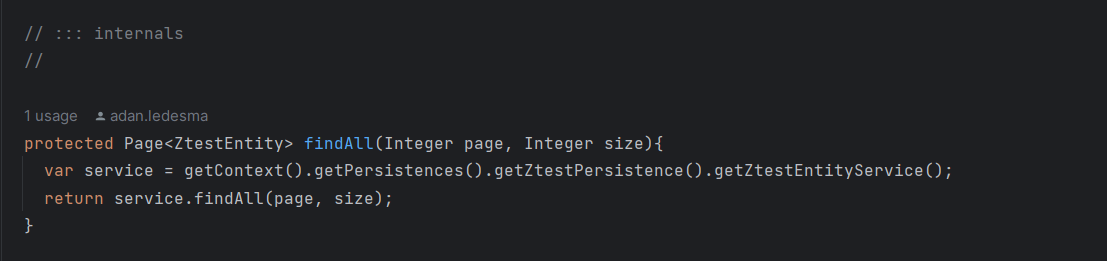 // ::: internals
//
1 usage adan.ledesma
protected Page<ZtestEntity> findAll(Integer page, Integer size){
var service = getContext().getPersistences().getZtestPersistence().getZtestEntityService();
return service.findAll(page, size);
}